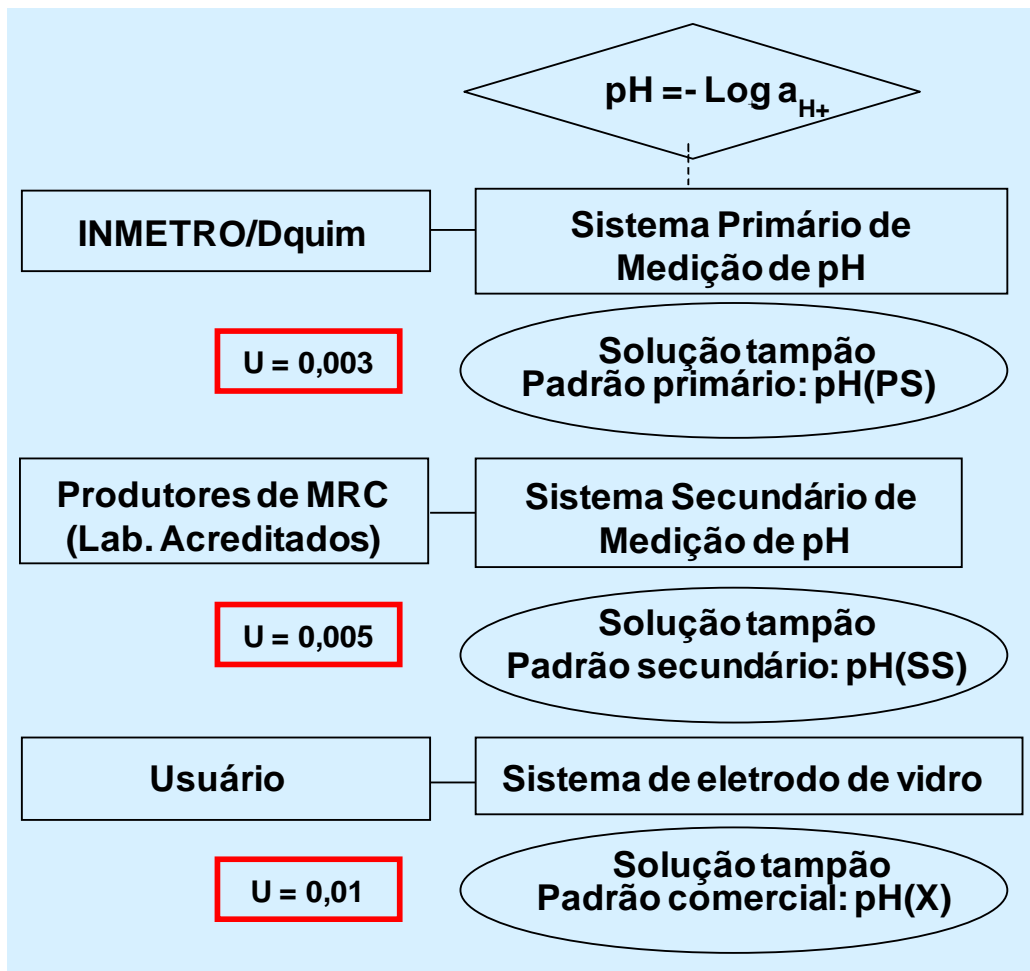 pH =- Log a H+
INMETRO/Dquim
Sistema Primário de
Medição de pH
U = 0,003
Solução tampão
Padrão primário: pH(PS)
Produtores de MRC
(Lab. Acreditados)
Sistema Secundário de
Medição de pH
U = 0,005
Solução tampão
Padrão secundário: pH(SS)
Usuário
Sistema de eletrodo de vidro
U = 0,01
Solução tampão
Padrão comercial: pH(X)